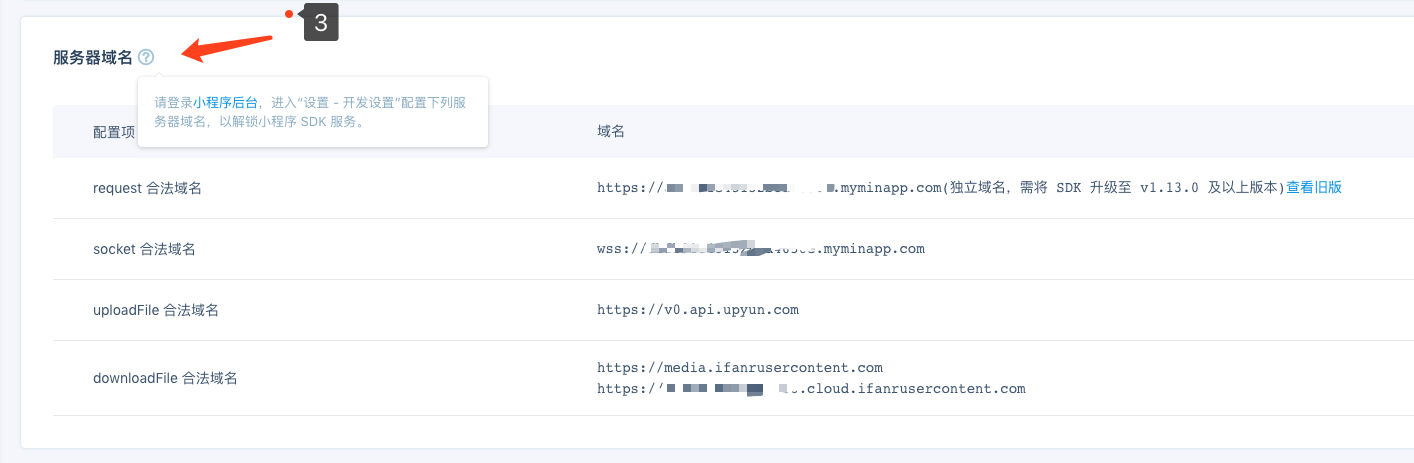 3
服务器域名 ?
请登录小程序后台，进入“设置 - 开发设置”配置下列服
务器域名，以解锁小程序 SDK 服务。
配置项 域名
request 合法域名 https://.myminapp.com(独立域名，需将 SDK 升级至 v1.13.0 及以上版本)查看旧版
socket 合法域名 wss://.myminapp.com
uploadFile 合法域名 https://v0.api.upyun.com
https://media.ifanrusercontent.com
downloadFile 合法域名
https://.cloud.ifanrusercontent.com